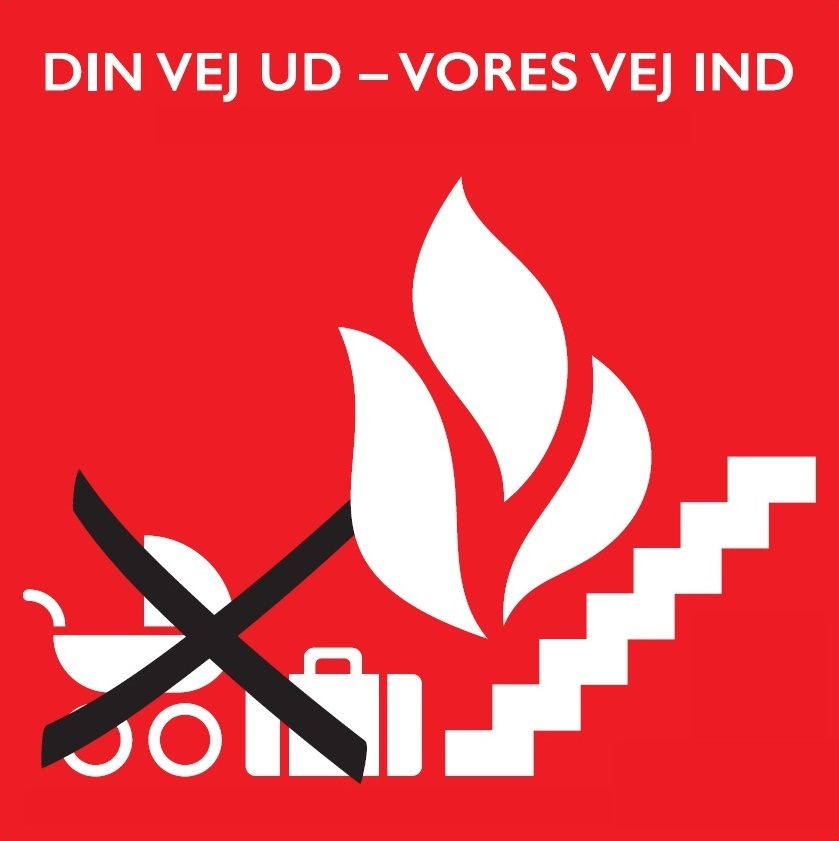 DIN VEJ UD – VORES VEJ IND